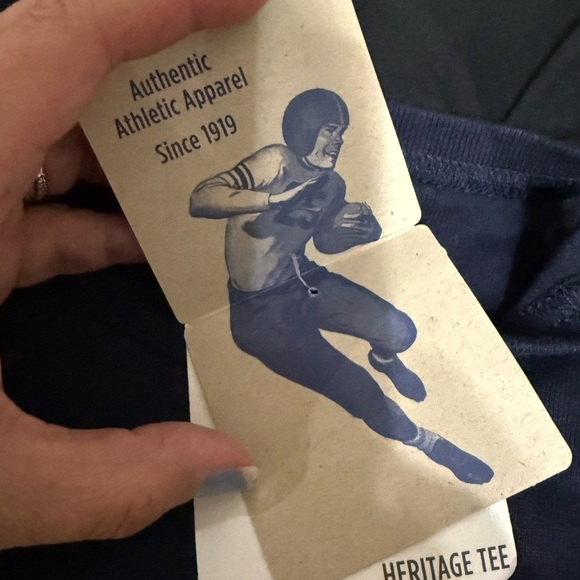 Authentic
Athletic Apparel
Since 1919
HERITAGE TEE